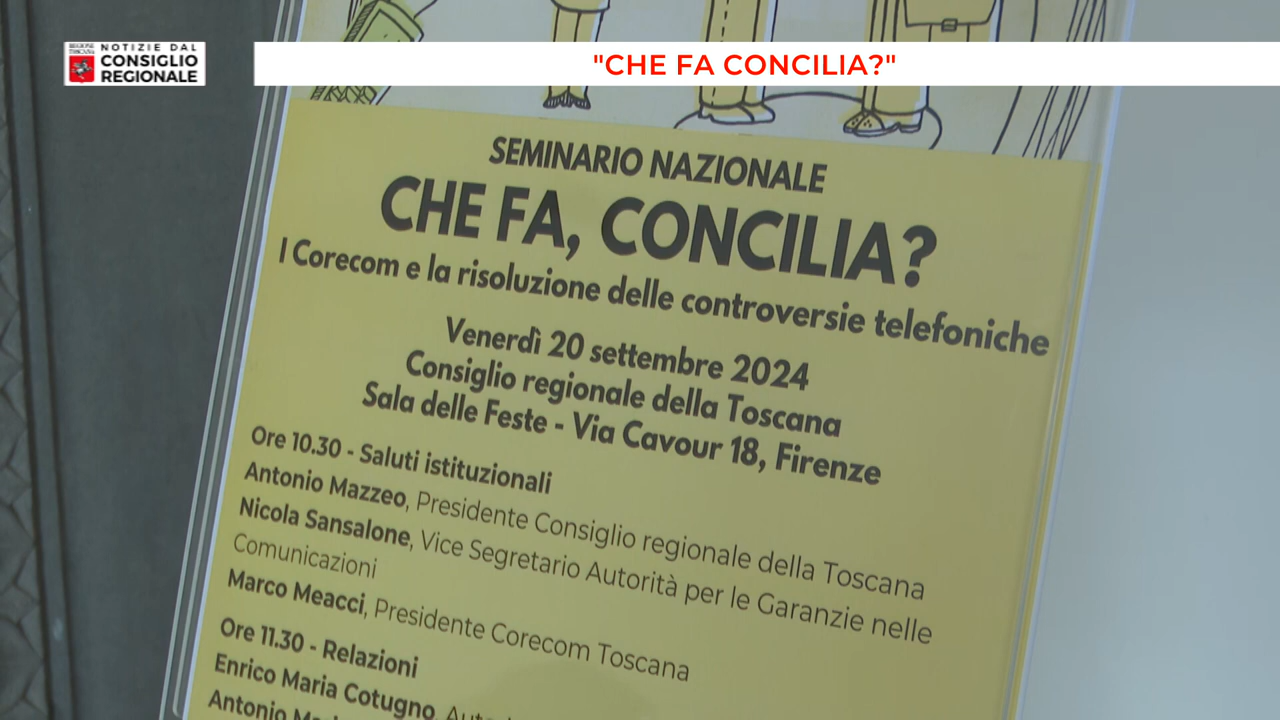 REGIONE
TOSCANA
NOTIZIE DAL
CONSIGLIO
REGIONALE
"CHE FA CONCILIA?"
SEMINARIO NAZIONALE
CHE FA, CONCILIA?
I Corecom e la risoluzione delle controversie telefoniche
Venerdì 20 settembre 2024
Consiglio regionale della Toscana
Sala delle Feste - Via Cavour 18, Firenze
Ore 10.30 - Saluti istituzionali
Antonio Mazzeo, Presidente Consiglio regionale della Toscana
Nicola Sansalone, Vice Segretario Autorità per le Garanzie nelle
Comunicazioni
Marco Meacci, Presidente Corecom Toscana
Ore 11.30 - Relazioni
Enrico Maria Cotugno,
Antonio